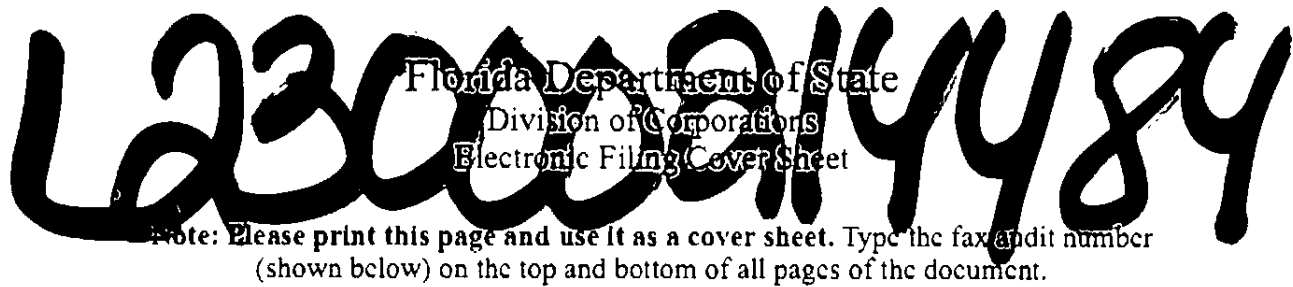 L23000214484
Florida Department of State
Division of Corporations
Electronic Filing Cover Sheet
Note: Please print this page and use it as a cover sheet. Type the fax audit number
(shown below) on the top and bottom of all pages of the document.